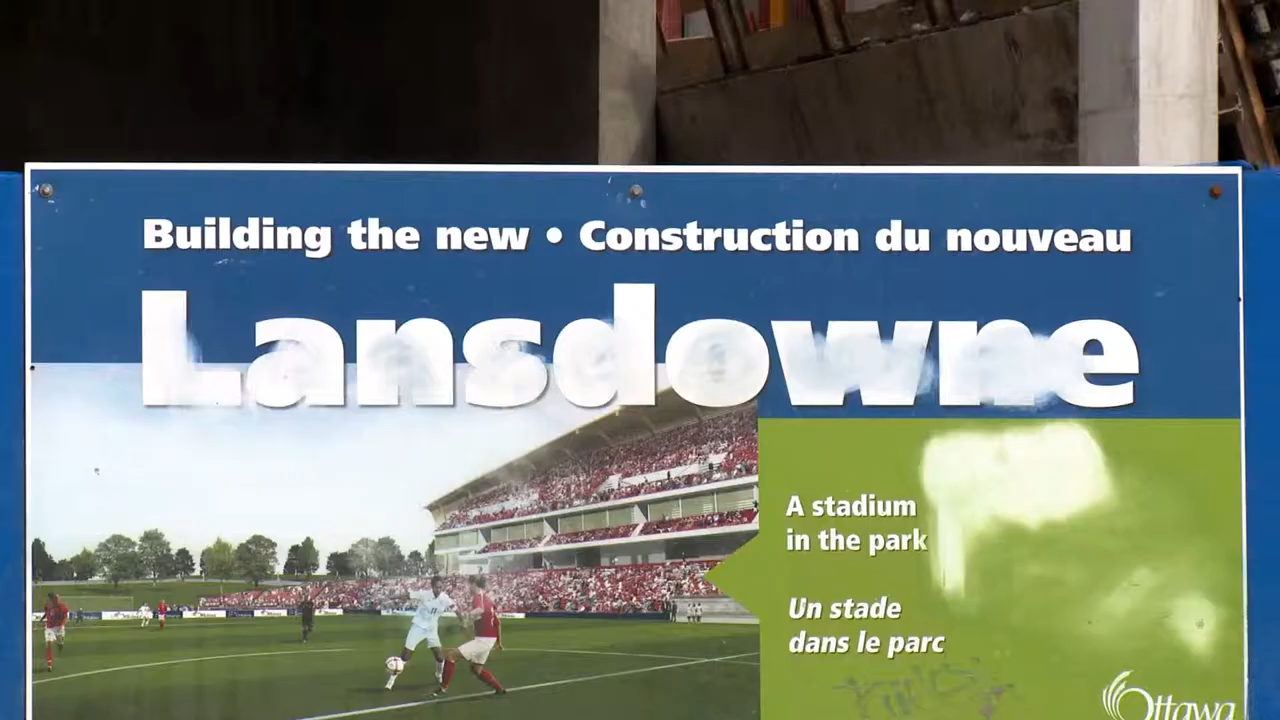 Building the new • Construction du nouveau
Lansdowne
A stadium
in the park
Un stade
dans le parc
Ottawa